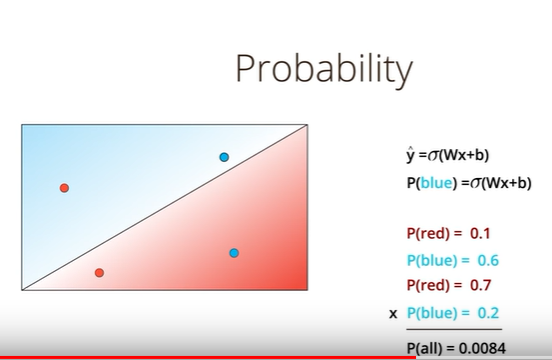 Probability
ŷ =σ(Wx+b)
P(blue) =σ(Wx+b)
P(red) = 0.1
P(blue) = 0.6
P(red) = 0.7
x P(blue) = 0.2
P(all) = 0.0084